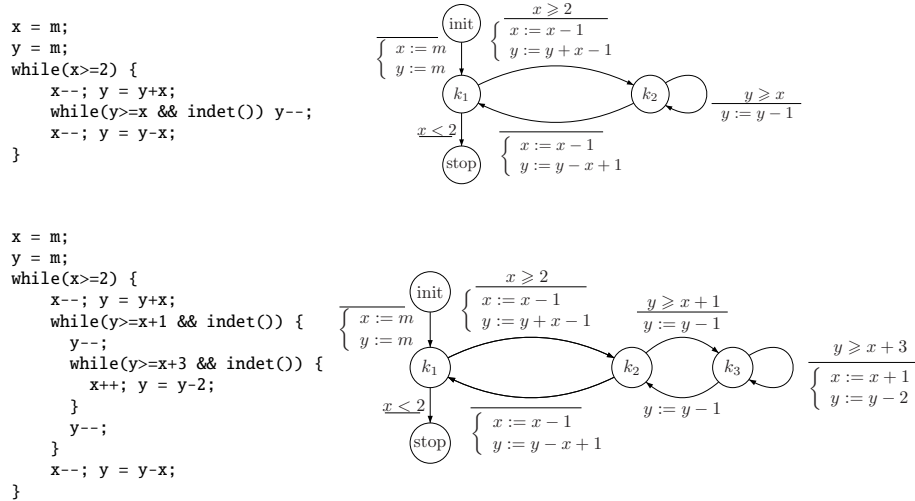 x = m;
y = m;
while(x>=2) {
x--; y = y+x;
while(y>=x && indet()) y--;
x--; y = y-x;
}
init
x ⩾ 2
x := x − 1
y := y + x − 1
x := m
y := m
k1
k2
y ⩾ x
y := y − 1
x < 2
x := x − 1
y := y − x + 1
stop
x = m;
y = m;
while(x>=2) {
x--; y = y+x;
while(y>=x+1 && indet()) {
y--;
while(y>=x+3 && indet()) {
x++; y = y-2;
}
y--;
}
x--; y = y-x;
}
init
x ⩾ 2
x := x − 1
y := y + x − 1
x := m
y := m
y ⩾ x + 1
y := y − 1
k1
k2
k3
y ⩾ x + 3
x := x + 1
y := y − 2
x < 2
x := x − 1
y := y − x + 1
y := y − 1
stop